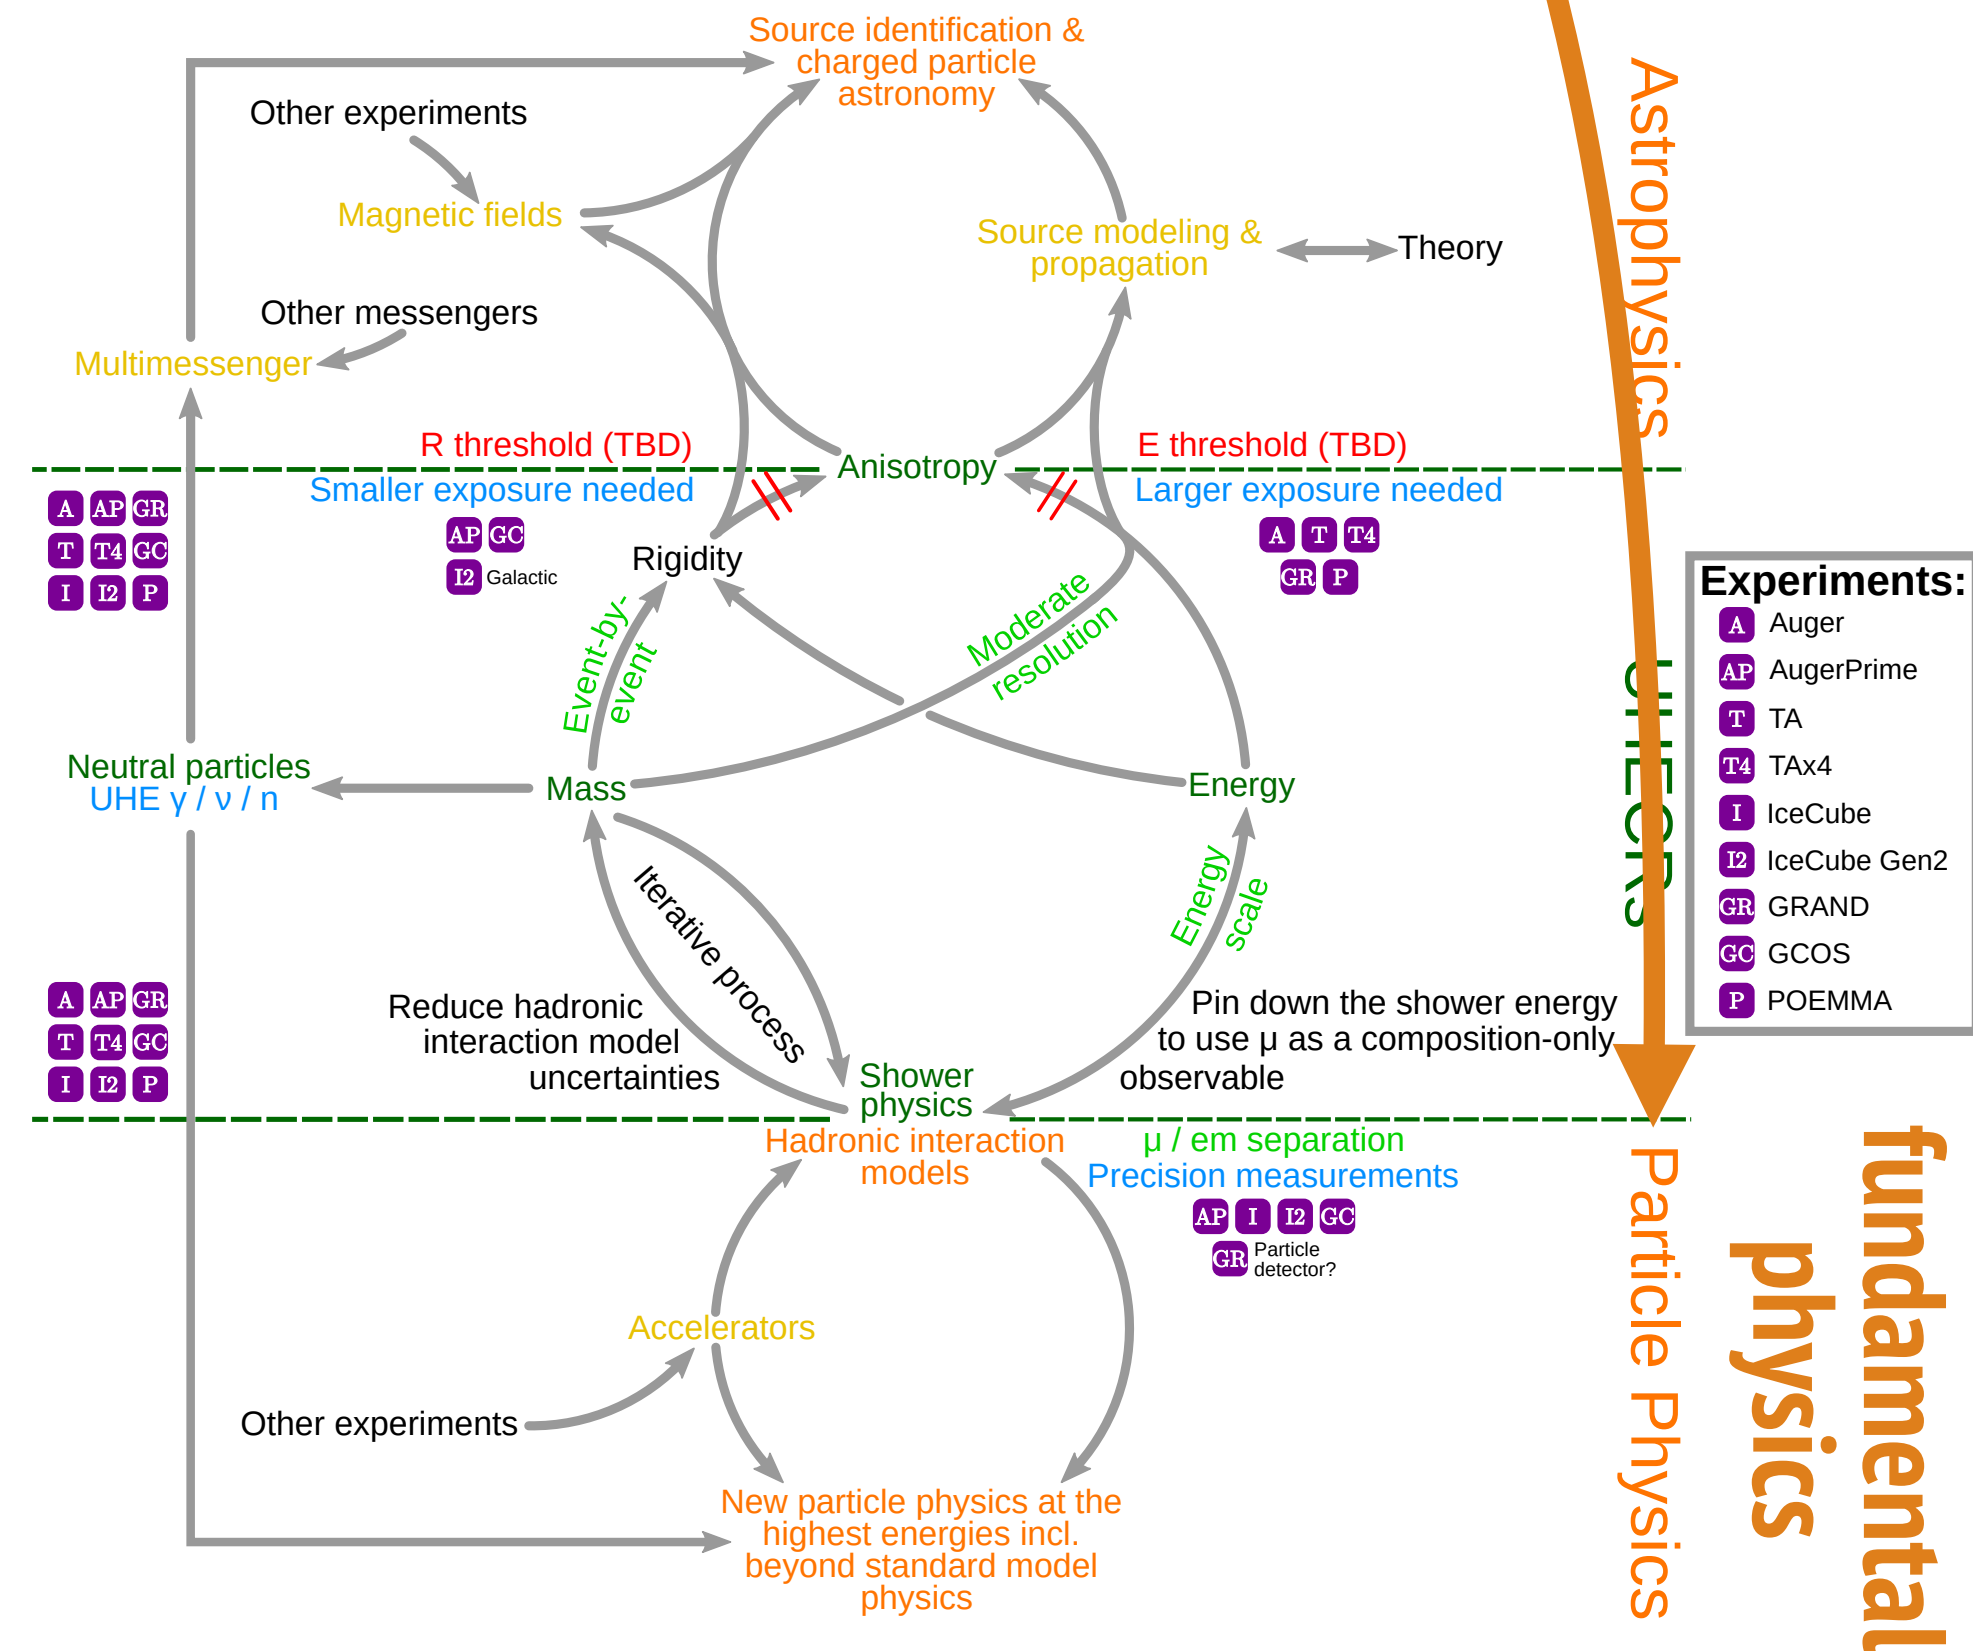 Source identification &
charged particle
astronomy
Other experiments
Magnetic fields
Source modeling &
propagation
Theory
Other messengers
Multimessenger
R threshold (TBD)
E threshold (TBD)
Anisotropy
Smaller exposure needed
Larger exposure needed
A AP GR
T T4 GC
I I2 P
AP GC
I2 Galactic
A T T4
GR P
Rigidity
Event-by-
event
Moderate
resolution
Neutral particles
UHE γ / ν / n
Mass
Energy
Iterative process
Energy
scale
Reduce hadronic
interaction model
uncertainties
Pin down the shower energy
to use μ as a composition-only
observable
A AP GR
T T4 GC
I I2 P
Shower
physics
Hadronic interaction
models
μ / em separation
Precision measurements
AP I I2 GC
GR Particle
detector?
Accelerators
Other experiments
New particle physics at the
highest energies incl.
beyond standard model
physics
Astrophysics
UHECRs
Particle Physics
Experiments:
A Auger
AP AugerPrime
T TA
T4 TAx4
I IceCube
I2 IceCube Gen2
GR GRAND
GC GCOS
P POEMMA
fundamental
physics